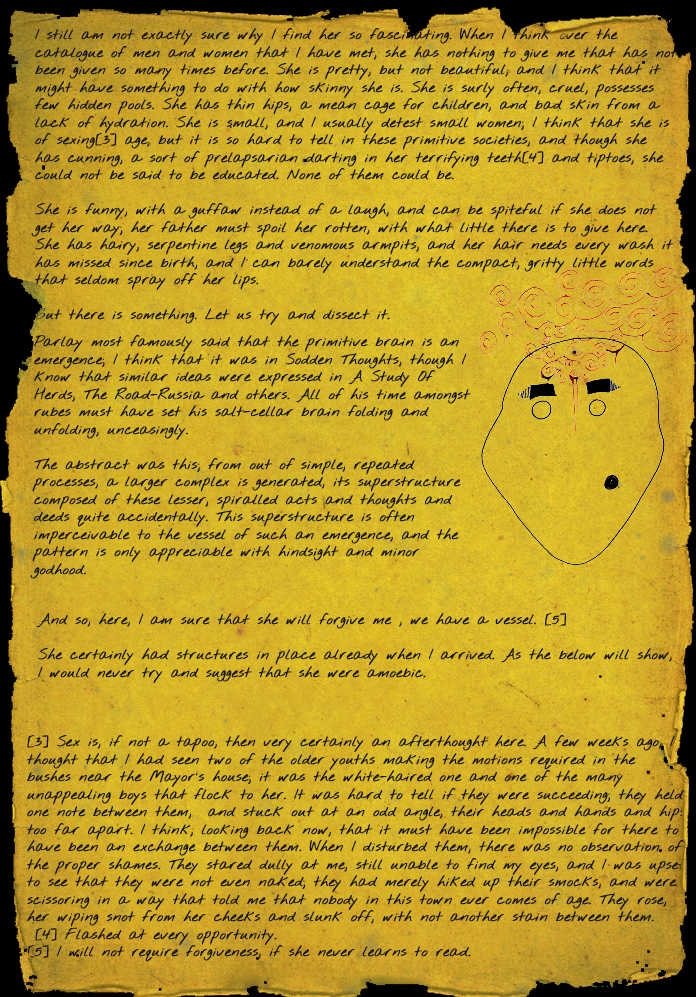 I still am not exactly sure why I find her so fascinating. When I think over the
catalogue of men and women that I have met, she has nothing to give me that has not
been given so many times before. She is pretty, but not beautiful, and I think that it
might have something to do with how skinny she is. She is surly often, cruel, possesses
few hidden pools. She has thin hips, a mean cage for children, and bad skin from a
lack of hydration. She is small, and I usually detest small women; I think that she is
of sexing[3] age, but it is so hard to tell in these primitive societies, and though she
has cunning, a sort of prelapsarian darting in her terrifying teeth[4] and tiptoes, she
could not be said to be educated. None of them could be.
She is funny, with a guffaw instead of a laugh, and can be spiteful if she does not
get her way; her father must spoil her rotten, with what little there is to give here.
She has hairy, serpentine legs and venomous armpits, and her hair needs every wash it
has missed since birth, and I can barely understand the compact, gritty little words
that seldom spray off her lips.
But there is something. Let us try and dissect it.
Parlay most famously said that the primitive brain is an
emergence; I think that it was in Sodden Thoughts, though I
know that similar ideas were expressed in A Study Of
Herds, The Road-Russia and others. All of his time amongst
rubes must have set his salt-cellar brain folding and
unfolding, unceasingly.
The abstract was this; from out of simple, repeated
processes, a larger complex is generated, its superstructure
composed of these lesser, spiralled acts and thoughts and
deeds quite accidentally. This superstructure is often
imperceivable to the vessel of such an emergence, and the
pattern is only appreciable with hindsight and minor
godhood.
And so, here, I am sure that she will forgive me , we have a vessel. [5]
She certainly had structures in place already when I arrived. As the below will show,
I would never try and suggest that she were amoebic.
[3] Sex is, if not a tapoo, then very certainly an afterthought here. A few weeks ago,
thought that I had seen two of the older youths making the motions required in the
bushes near the Mayor's house; it was the white-haired one and one of the many
unappealing boys that flock to her. It was hard to tell if they were succeeding; they held
one note between them, and stuck out at an odd angle, their heads and hands and hips
too far apart. I think, looking back now, that it must have been impossible for there to
have been an exchange between them. When I disturbed them, there was no observation of
the proper shames. They stared dully at me, still unable to find my eyes, and I was upset
to see that they were not even naked; they had merely hiked up their smocks, and were
scissoring in a way that told me that nobody in this town ever comes of age. They rose,
her wiping snot from her cheeks and slunk off, with not another stain between them.
[4] Flashed at every opportunity.
[5] I will not require forgiveness, if she never learns to read.